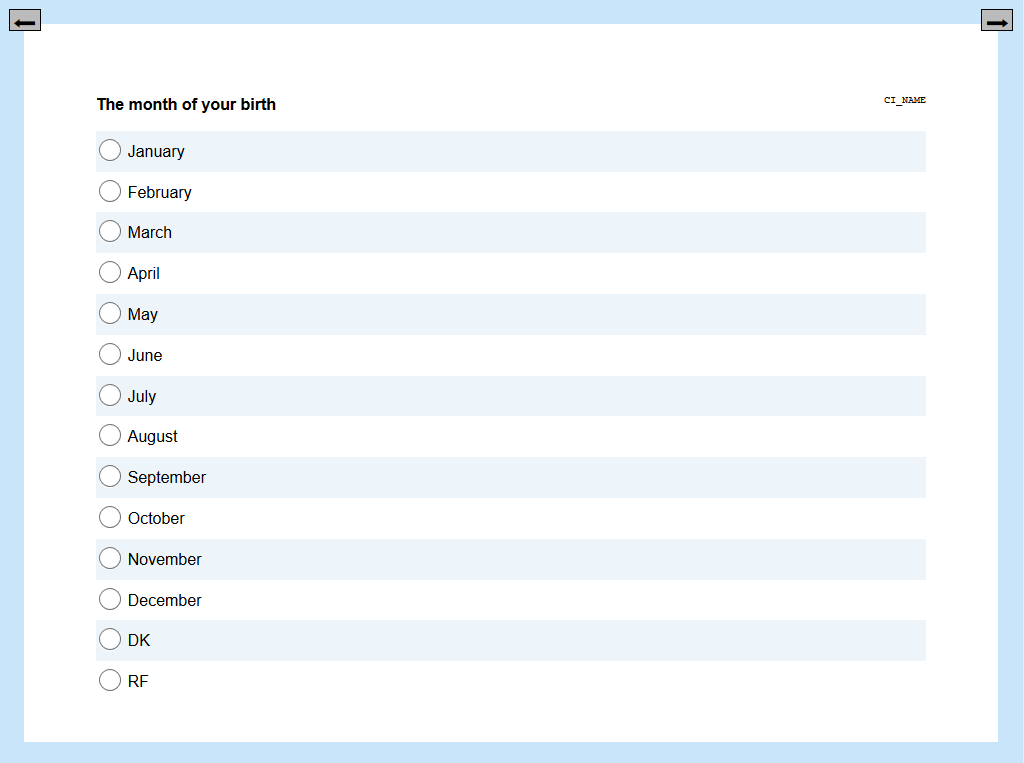 The month of your birth
CI_NAME
January
February
March
April
May
June
July
August
September
October
November
December
DK
RF